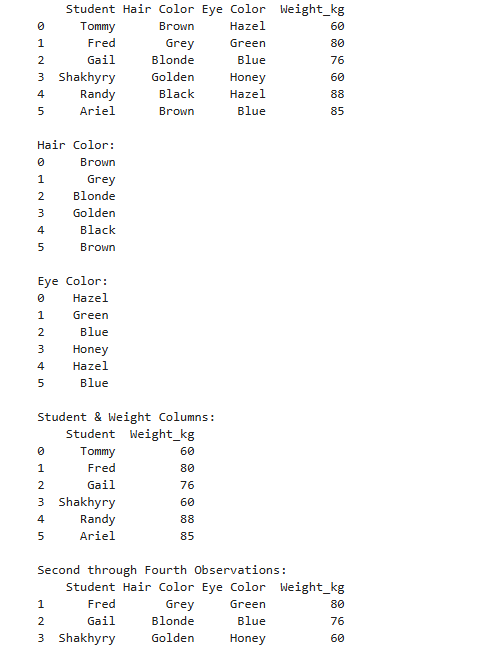 Student Hair Color Eye Color  Weight_kg
0     Tommy      Brown     Hazel         60
1      Fred       Grey     Green         80
2      Gail     Blonde      Blue         76
3  Shakhyry     Golden     Honey         60
4     Randy      Black     Hazel         88
5     Ariel      Brown      Blue         85

Hair Color:
0     Brown
1      Grey
2    Blonde
3    Golden
4     Black
5     Brown

Eye Color:
0    Hazel
1    Green
2     Blue
3    Honey
4    Hazel
5     Blue

Student & Weight Columns:
    Student  Weight_kg
0     Tommy         60
1      Fred         80
2      Gail         76
3  Shakhyry         60
4     Randy         88
5     Ariel         85

Second through Fourth Observations:
    Student Hair Color Eye Color  Weight_kg
1      Fred       Grey     Green         80
2      Gail     Blonde      Blue         76
3  Shakhyry     Golden     Honey         60